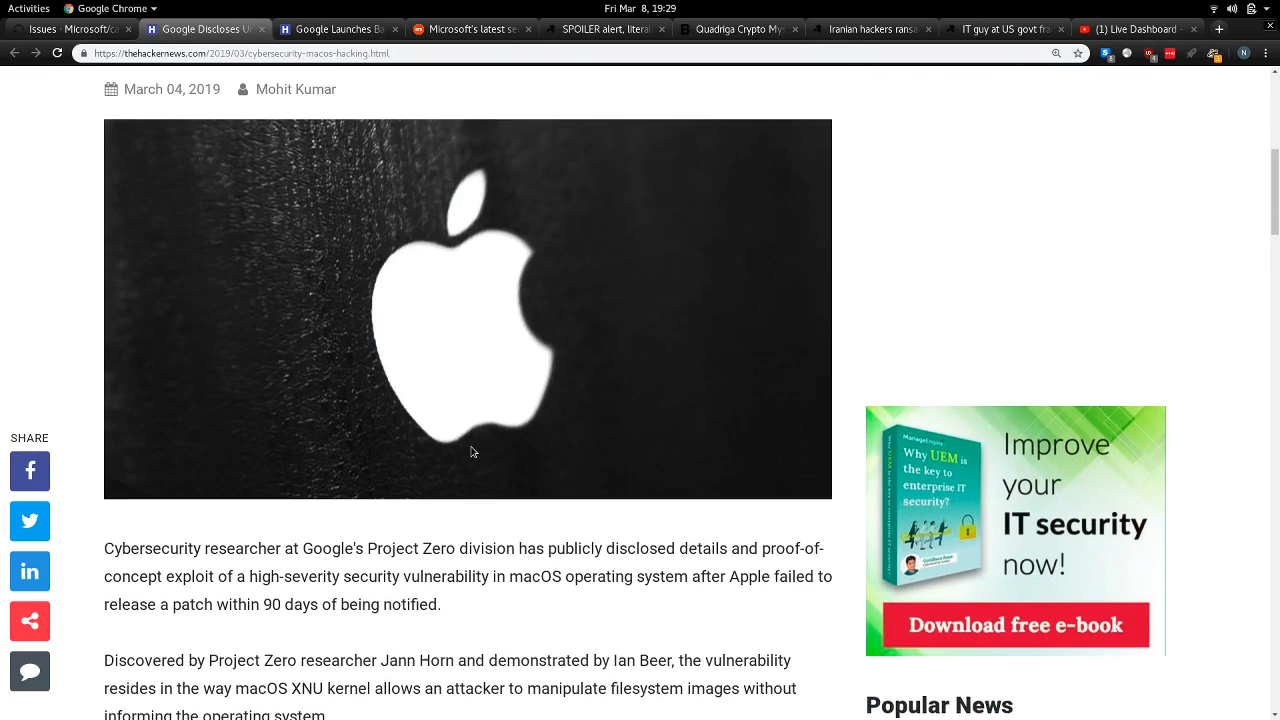 Activities Google Chrome Fri Mar 8, 19:29
Issues · Microsoft/ca Google Discloses Un Google Launches B Microsoft's latest se SPOILER alert, literal Quadriga Crypto Mys Iranian hackers ransa IT guy at US govt fra (1) Live Dashboard -
https://thehackernews.com/2019/03/cybersecurity-macos-hacking.html
March 04, 2019 Mohit Kumar
SHARE
Cybersecurity researcher at Google's Project Zero division has publicly disclosed details and proof-of-
concept exploit of a high-severity security vulnerability in macOS operating system after Apple failed to
release a patch within 90 days of being notified.
Discovered by Project Zero researcher Jann Horn and demonstrated by Ian Beer, the vulnerability
resides in the way macOS XNU kernel allows an attacker to manipulate filesystem images without
informing the operating system.
ManageEngine
Why UEM is
the key to
enterprise IT
security?
Improve
your
IT security
now!
Download free e-book
Popular News